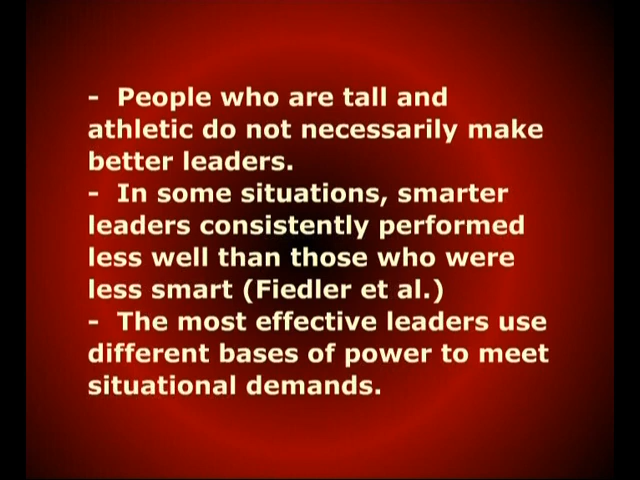 -  People who are tall and
athletic do not necessarily make
better leaders.
-  In some situations, smarter
leaders consistently performed
less well than those who were
less smart (Fiedler et al.)
-  The most effective leaders use
different bases of power to meet
situational demands.